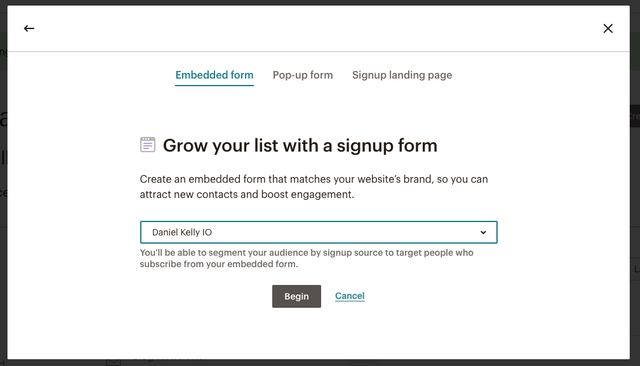 Embedded form Pop-up form Signup landing page
Grow your list with a signup form
Create an embedded form that matches your website's brand, so you can
attract new contacts and boost engagement.
Daniel Kelly IO
You'll be able to segment your audience by signup source to target people who
subscribe from your embedded form.
Begin Cancel